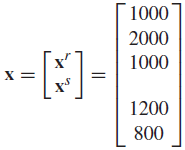 x = [ x^r x^s ] = [ 1000
2000
1000
1200
800 ]